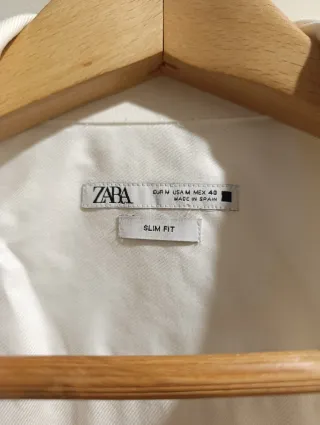 ZARA
EUR M USA M MEX 40
MADE IN SPAIN
SLIM FIT